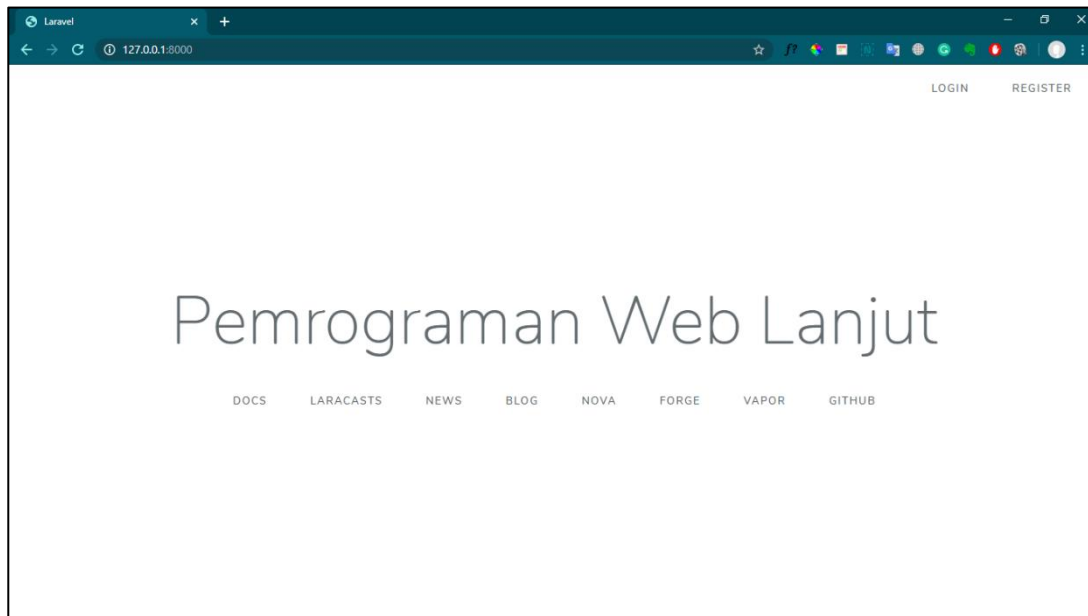 Laravel
127.0.0.1:8000
LOGIN REGISTER
Pemrograman Web Lanjut
DOCS LARACASTS NEWS BLOG NOVA FORGE VAPOR GITHUB